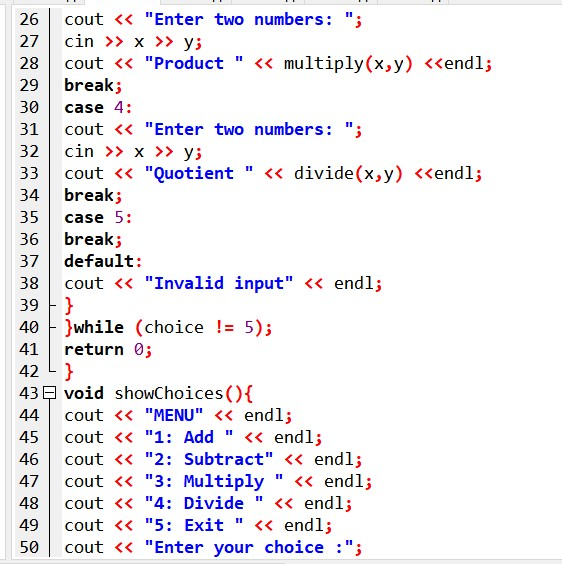 26 cout << "Enter two numbers: ";
27 cin >> x >> y;
28 cout << "Product " << multiply(x,y) <<endl;
29 break;
30 case 4:
31 cout << "Enter two numbers: ";
32 cin >> x >> y;
33 cout << "Quotient " << divide(x,y) <<endl;
34 break;
35 case 5:
36 break;
37 default:
38 cout << "Invalid input" << endl;
39 }
40 }while (choice != 5);
41 return 0;
42 }
43 void showChoices(){
44 cout << "MENU" << endl;
45 cout << "1: Add " << endl;
46 cout << "2: Subtract" << endl;
47 cout << "3: Multiply " << endl;
48 cout << "4: Divide " << endl;
49 cout << "5: Exit " << endl;
50 cout << "Enter your choice :";